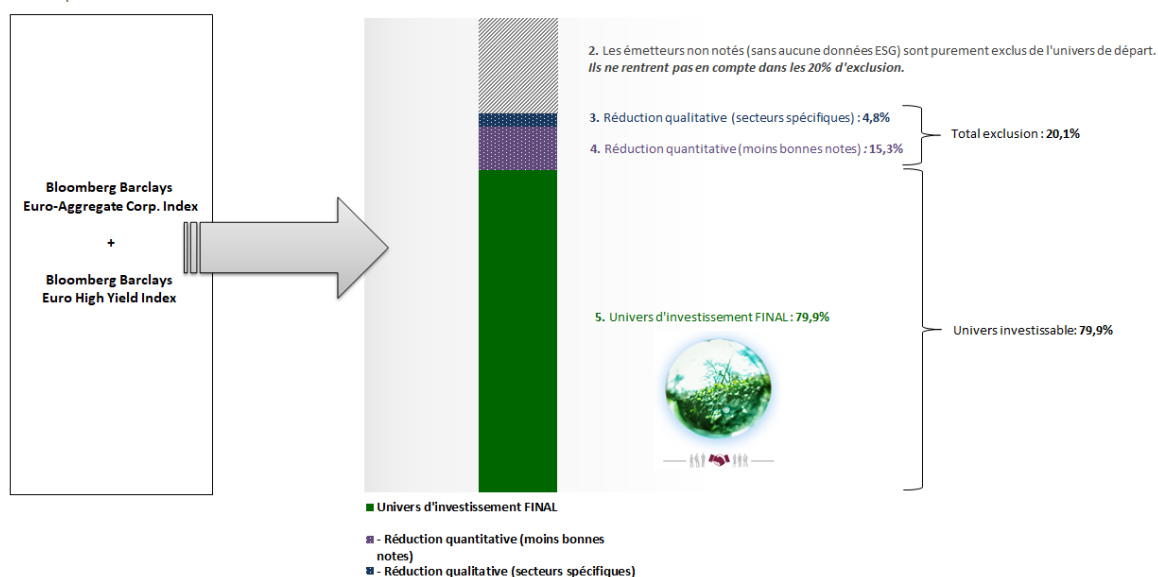 Bloomberg Barclays
Euro-Aggregate Corp. Index
+
Bloomberg Barclays
Euro High Yield Index
2. Les émetteurs non notés (sans aucune données ESG) sont purement exclus de l'univers de départ.
Ils ne rentrent pas en compte dans les 20% d'exclusion.
3. Réduction qualitative (secteurs spécifiques) : 4,8%
4. Réduction quantitative (moins bonnes notes) : 15,3%
Total exclusion : 20,1%
5. Univers d'investissement FINAL : 79,9%
Univers investissable: 79,9%
Univers d'investissement FINAL
- Réduction quantitative (moins bonnes
notes)
- Réduction qualitative (secteurs spécifiques)